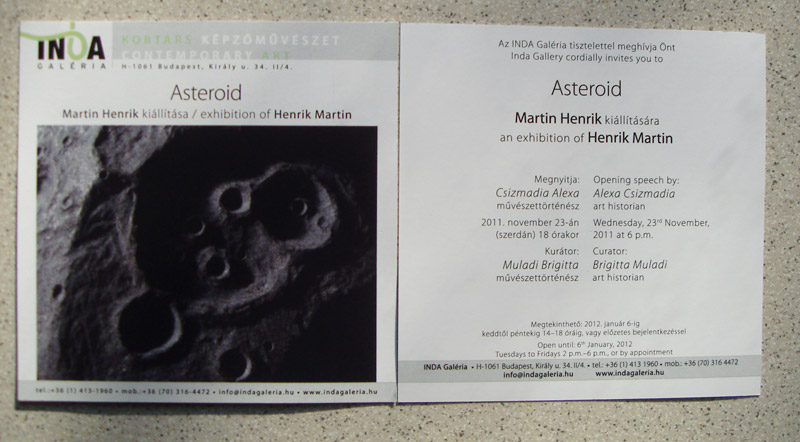 INDA
GALÉRIA
KORTÁRS KÉPZŐMŰVÉSZET
CONTEMPORARY ART
H-1061 Budapest, Király u. 34. II/4.
Asteroid
Martin Henrik kiállítása / exhibition of Henrik Martin
tel.:+36 (1) 413-1960 • mob.:+36 (70) 316-4472 • info@indagaleria.hu • www.indagaleria.hu
Az INDA Galéria tisztelettel meghívja Önt
Inda Gallery cordially invites you to
Asteroid
Martin Henrik kiállítására
an exhibition of Henrik Martin
Megnyitja:
Csizmadia Alexa
művészettörténész
2011. november 23-án
(szerdán) 18 órakor
Kurátor:
Muladi Brigitta
művészettörténész
Opening speech by:
Alexa Csizmadia
art historian
Wednesday, 23rd November,
2011 at 6 p.m.
Curator:
Brigitta Muladi
art historian
Megtekinthető: 2012. január 6-ig
keddtől péntekig 14–18 óráig, vagy előzetes bejelentkezéssel
Open until: 6th January, 2012
Tuesdays to Fridays 2 p.m.–6 p.m., or by appointment
INDA Galéria • H-1061 Budapest, Király u. 34. II/4. • tel.: +36 (1) 413 1960 • mob.: +36 (70) 316 4472
info@indagaleria.hu www.indagaleria.hu